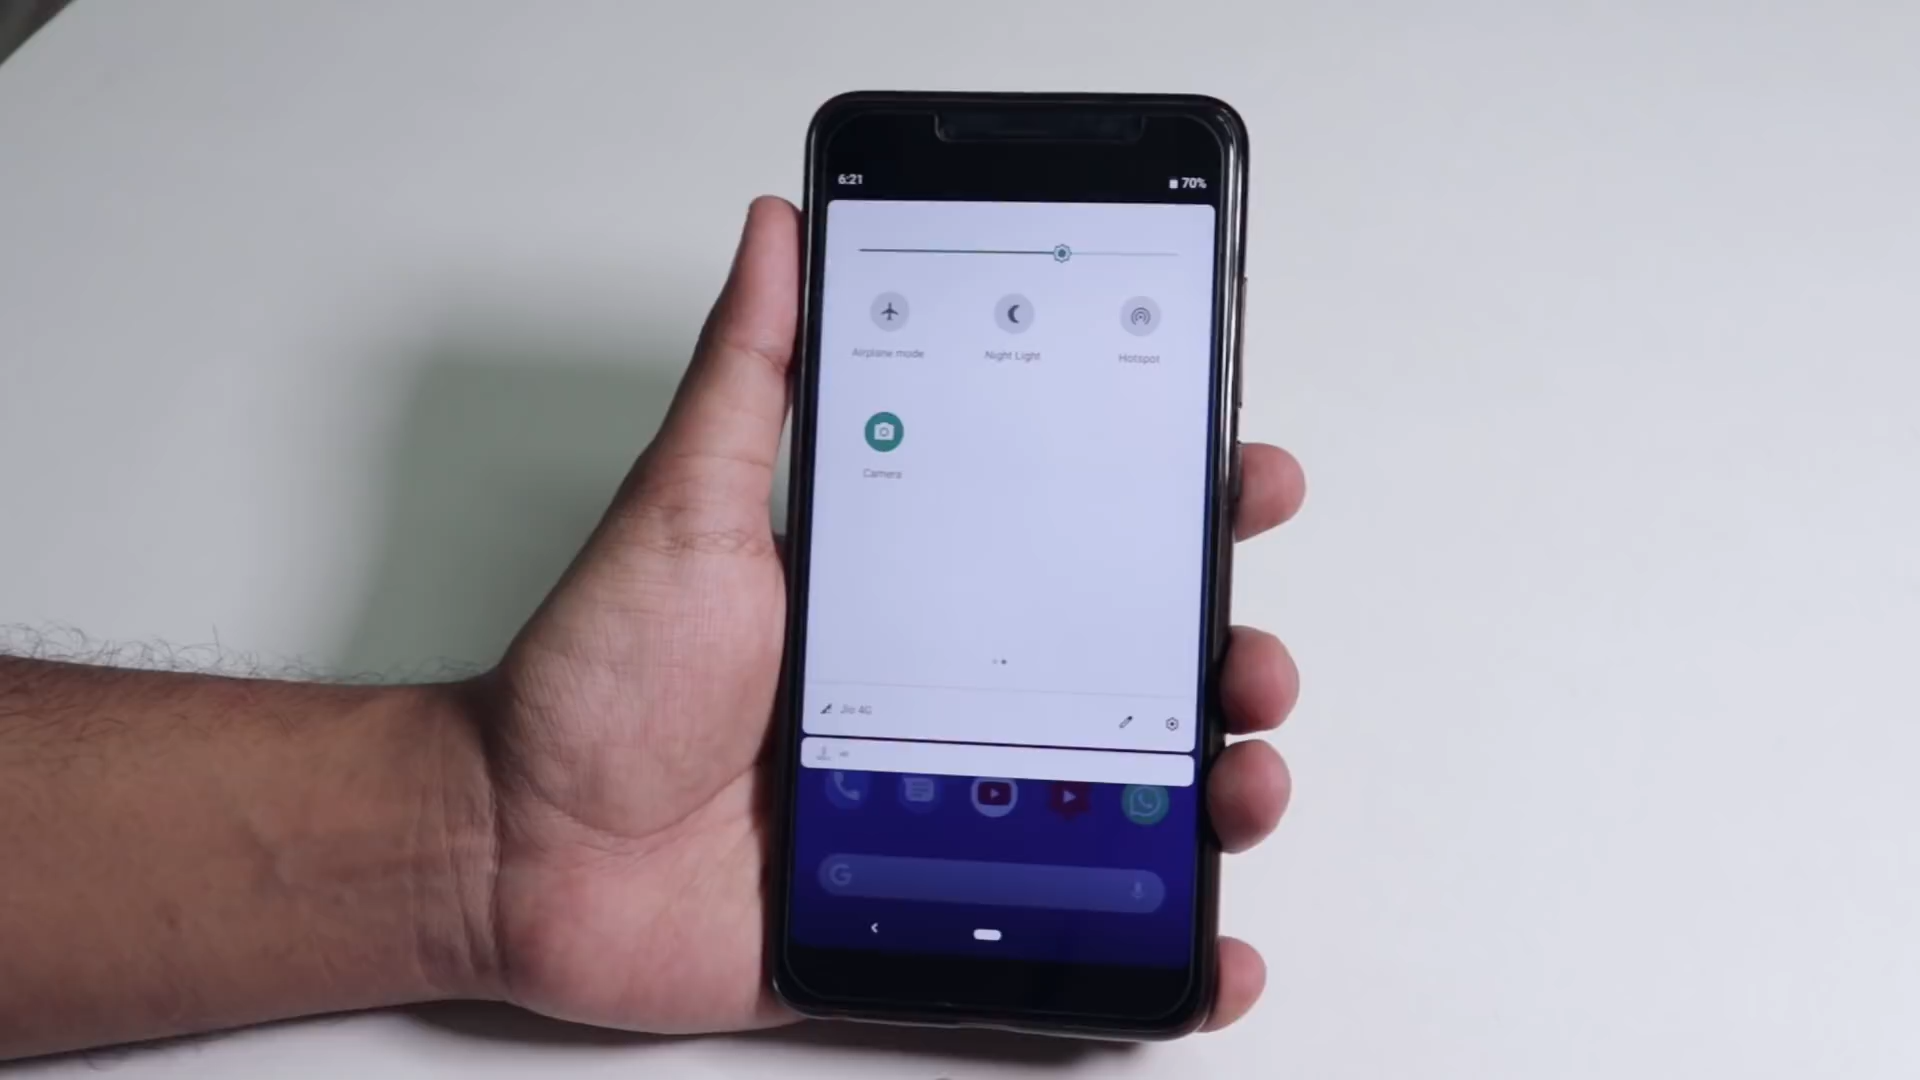 6:21
70%
Airplane mode
Night Light
Hotspot
Camera
Jio 4G
G